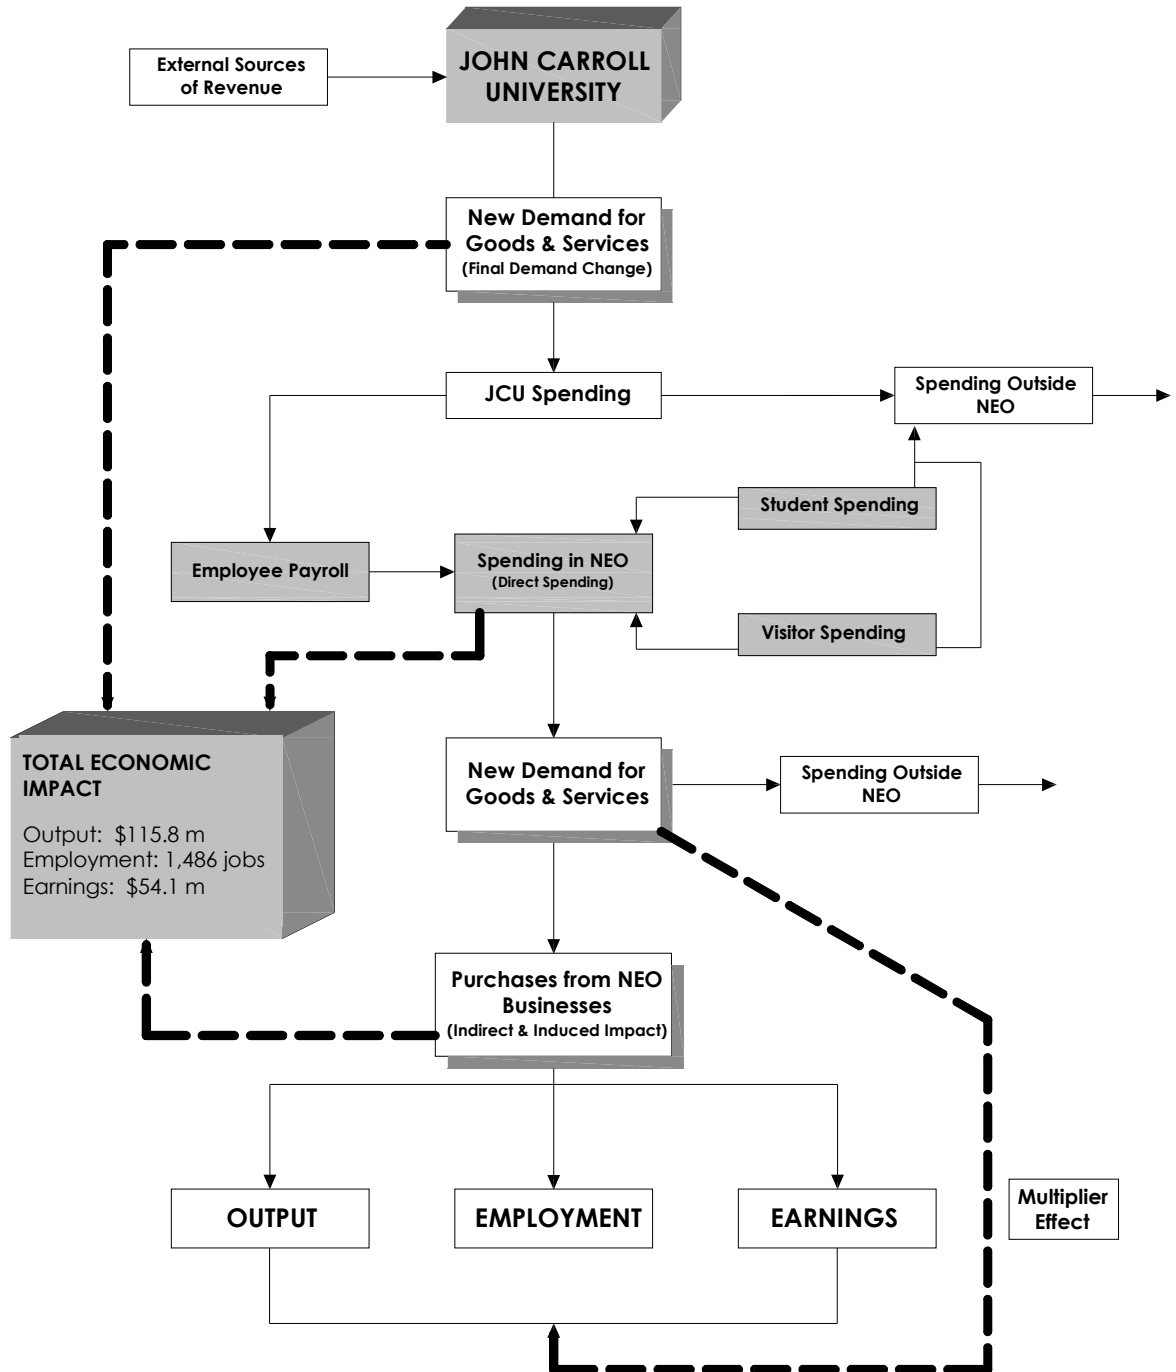 External Sources
of Revenue
JOHN CARROLL
UNIVERSITY
New Demand for
Goods & Services
(Final Demand Change)
JCU Spending
Spending Outside
NEO
Student Spending
Employee Payroll
Spending in NEO
(Direct Spending)
Visitor Spending
TOTAL ECONOMIC
IMPACT
Output:  $115.8 m
Employment: 1,486 jobs
Earnings:  $54.1 m
New Demand for
Goods & Services
Spending Outside
NEO
Purchases from NEO
Businesses
(Indirect & Induced Impact)
OUTPUT
EMPLOYMENT
EARNINGS
Multiplier
Effect